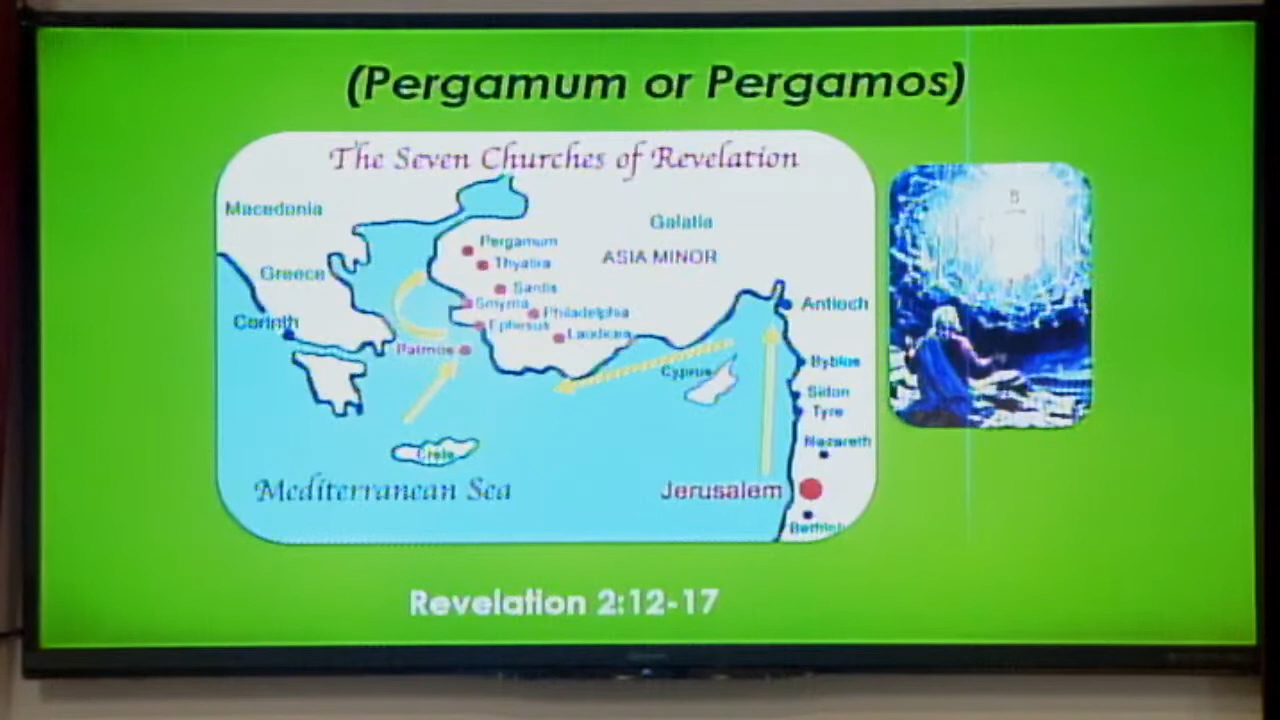 (Pergamum or Pergamos)
The Seven Churches of Revelation
Macedonia
Galatia
Pergamum
ASIA MINOR
Thyatira
Greece
Sardis
Smyrna
Antioch
Philadelphia
Corinth
Ephesus
Laodicea
Patmos
Byblos
Cyprus
Sidon
Tyre
Nazareth
Crete
Mediterranean Sea
Jerusalem
Revelation 2:12-17